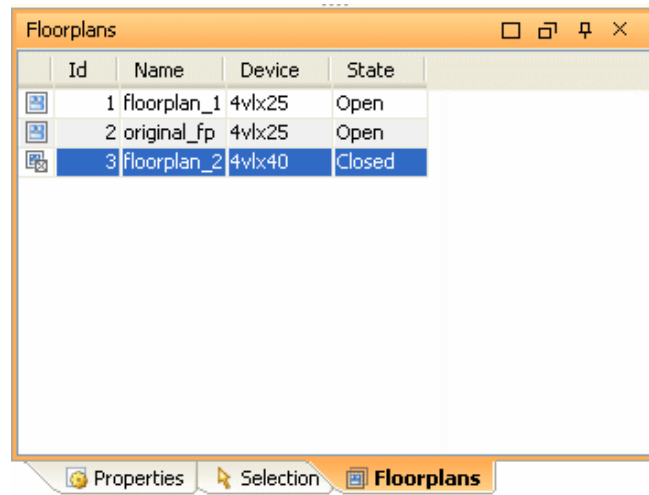 Floorplans
Id Name Device State
1 floorplan_1 4vlx25 Open
2 original_fp 4vlx25 Open
3 floorplan_2 4vlx40 Closed
Properties Selection Floorplans